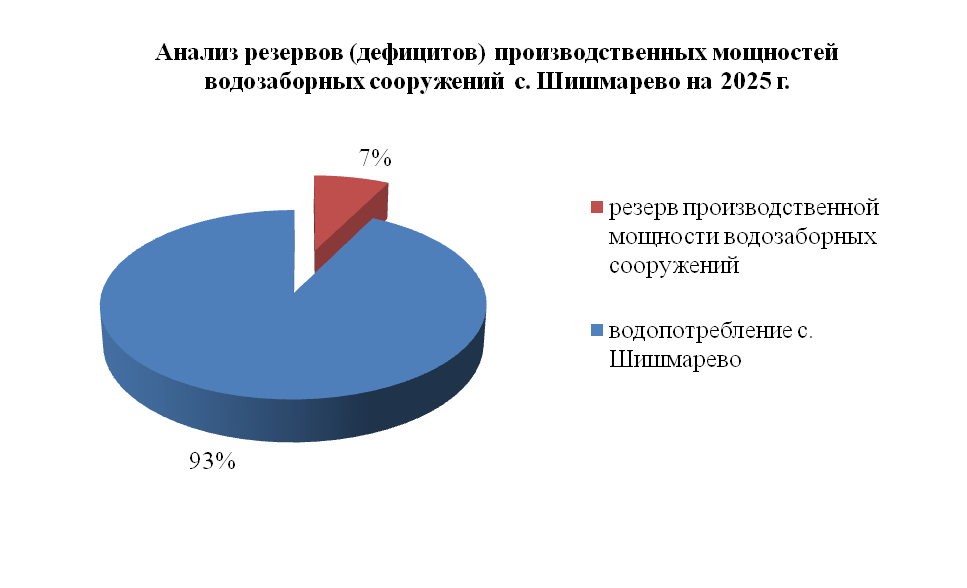 Анализ резервов (дефицитов) производственных мощностей
водозаборных сооружений с. Шишмарево на 2025 г.
7%
резерв производственной
мощности водозаборных
сооружений
водопотребление с.
Шишмарево
93%